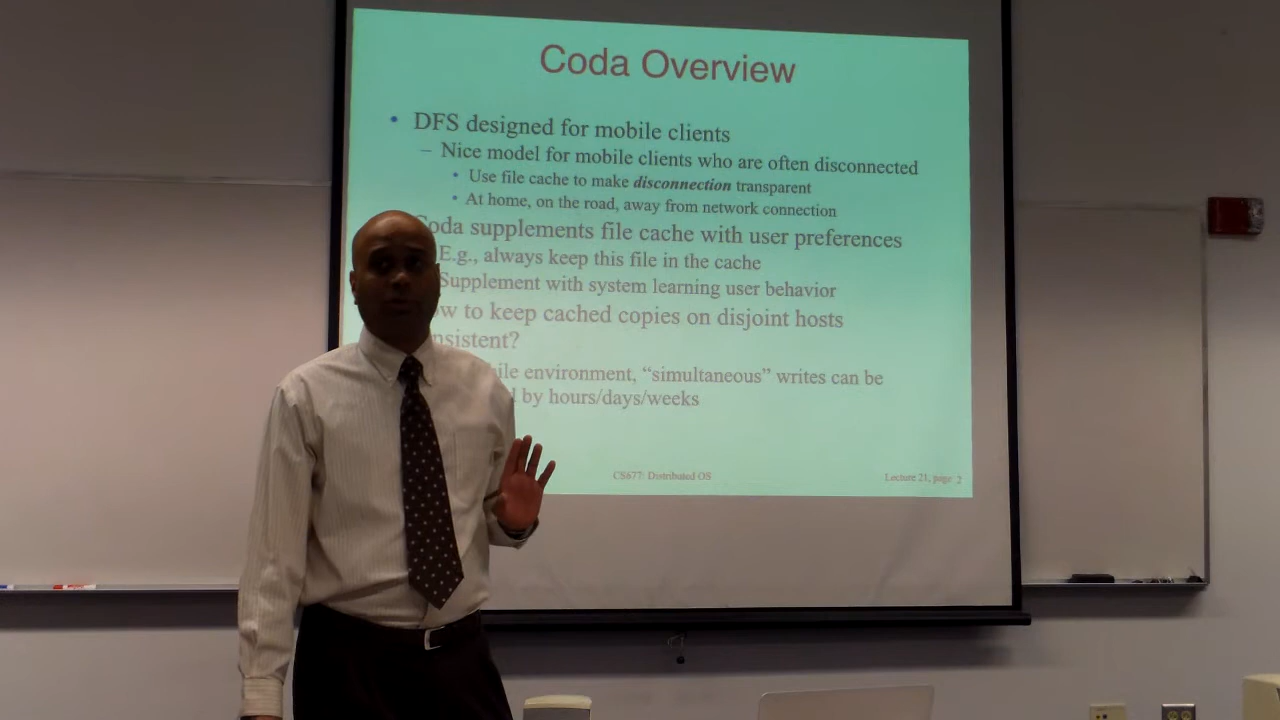 Coda Overview
• DFS designed for mobile clients
– Nice model for mobile clients who are often disconnected
• Use file cache to make disconnection transparent
• At home, on the road, away from network connection
Coda supplements file cache with user preferences
E.g., always keep this file in the cache
Supplement with system learning user behavior
to keep cached copies on disjoint hosts
environment, “simultaneous” writes can be
by hours/days/weeks
CS677: Distributed OS
Lecture 21, page 2